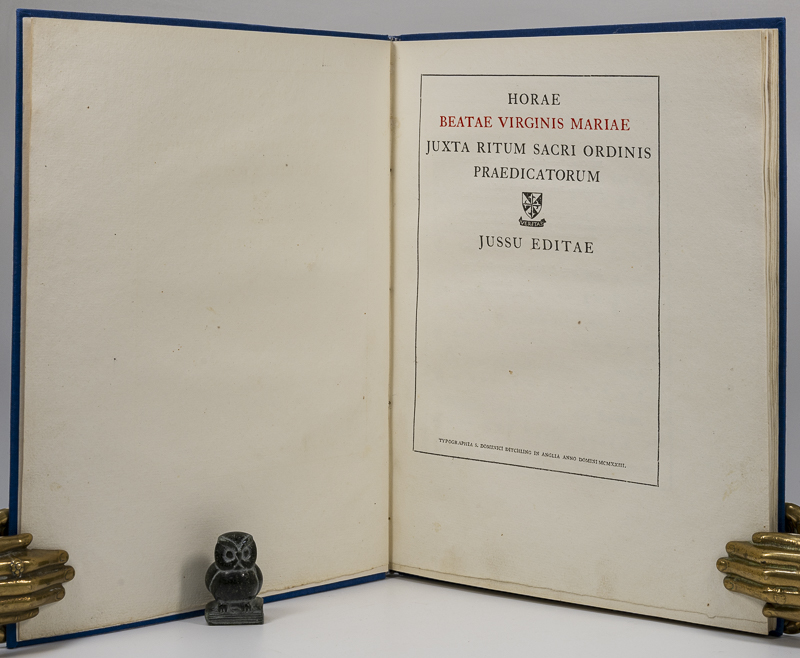 HORAE
BEATAE VIRGINIS MARIAE
JUXTA RITUM SACRI ORDINIS
PRAEDICATORUM
VERITAS
JUSSU EDITAE
TYPOGRAPHIA S. DOMINICI DITCHLING IN ANGLIA ANNO DOMINI MCMXXIII.